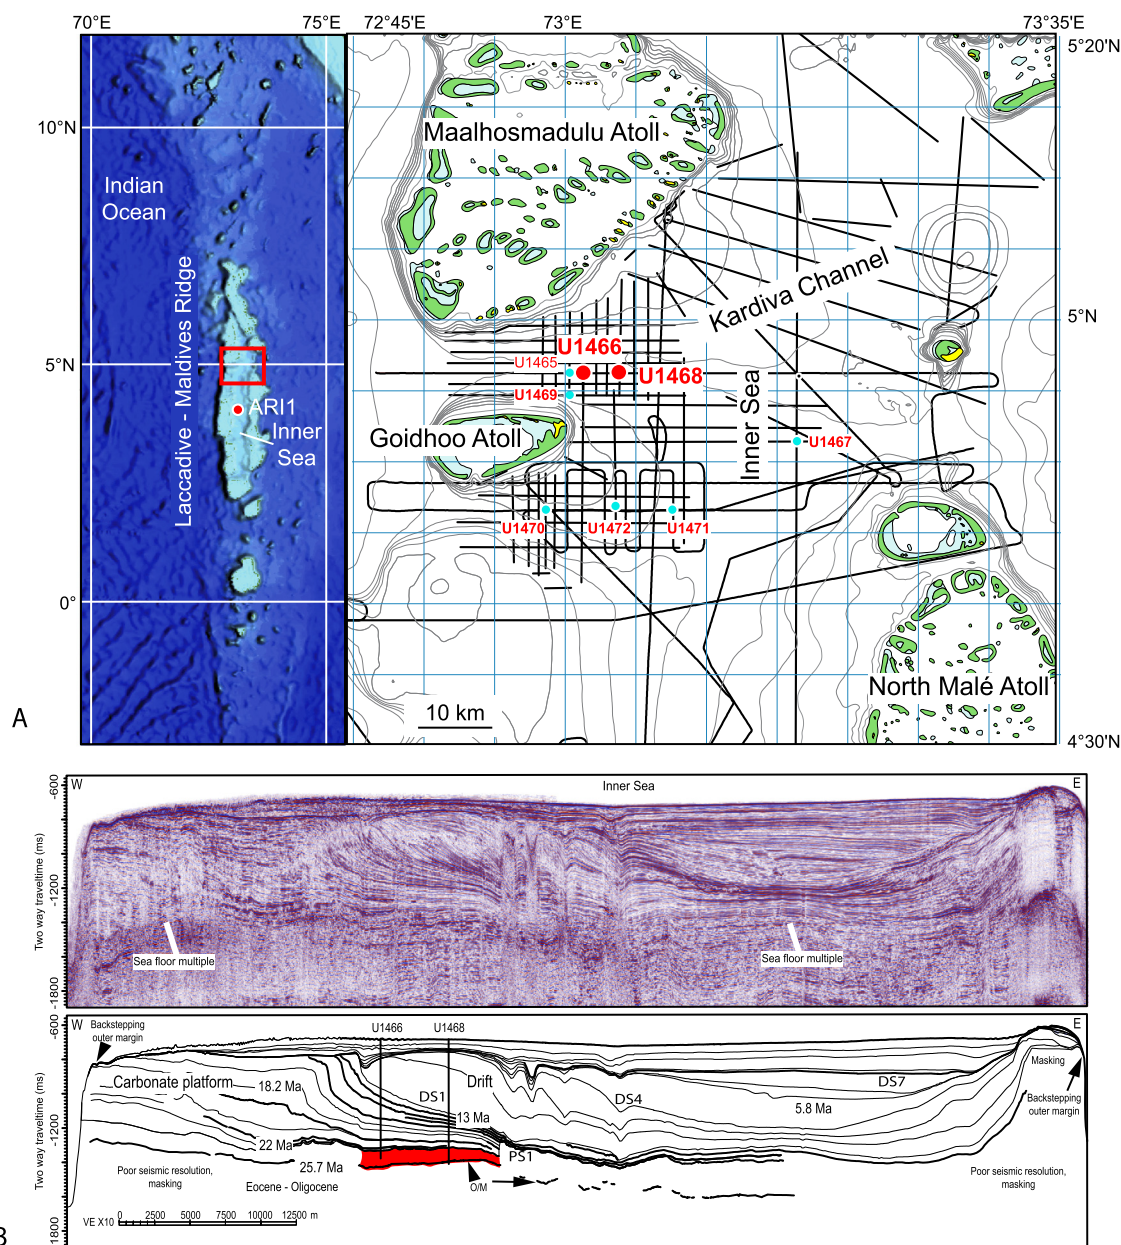 70°E
75°E
72°45'E
73°E
73°35'E
5°20'N
10°N
Indian
Ocean
Laccadive - Maldives Ridge
5°N
ARI1
Inner
Sea
0°
Maalhosmadulu Atoll
Kardiva Channel
5°N
U1466
U1465
U1468
U1469
Goidhoo Atoll
Inner Sea
U1467
U1470
U1472
U1471
North Malé Atoll
10 km
4°30'N
A
-600
W
Inner Sea
E
Two way traveltime (ms)
-1200
Sea floor multiple
Sea floor multiple
-1800
-600
W
Backstepping
outer margin
U1466
U1468
E
Masking
Carbonate platform
18.2 Ma
Drift
DS1
DS4
DS7
5.8 Ma
13 Ma
Backstepping
outer margin
Two way traveltime (ms)
-1200
22 Ma
PS1
25.7 Ma
Poor seismic resolution,
masking
Eocene - Oligocene
O/M
Poor seismic resolution,
masking
VE X10
0 2500 5000 7500 10000 12500 m
-1800
B